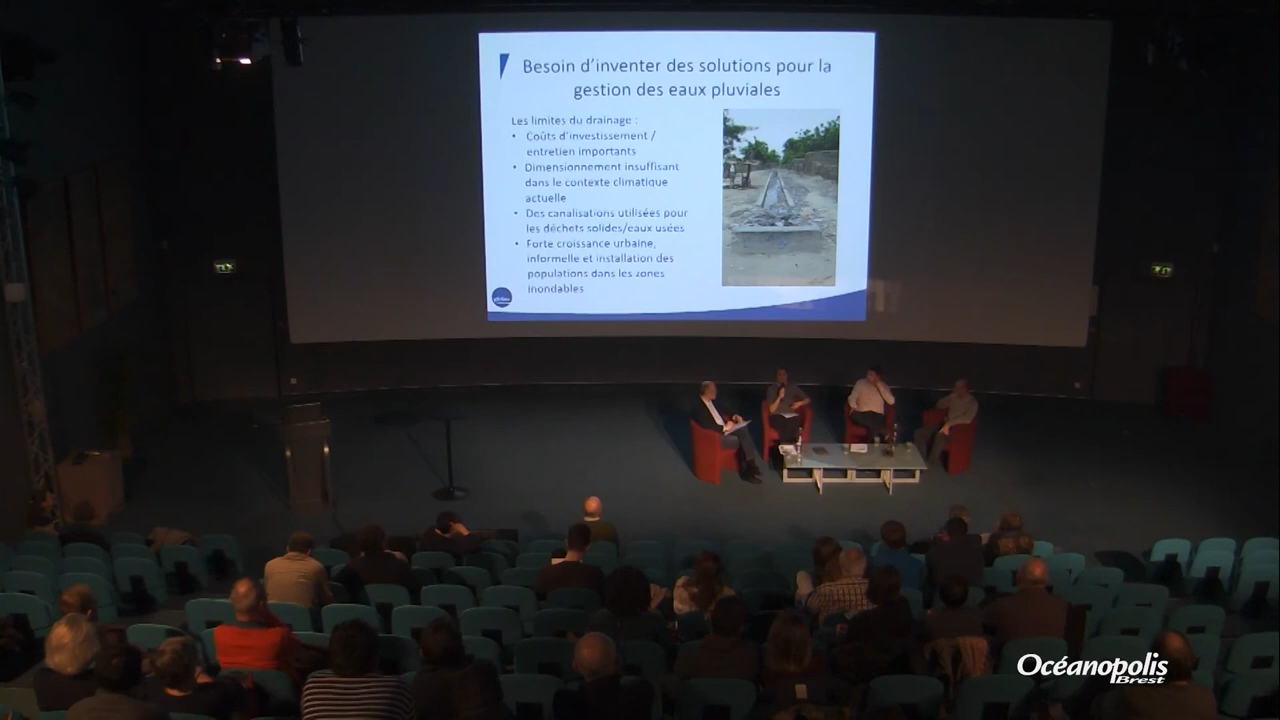 Besoin d'inventer des solutions pour la
gestion des eaux pluviales
Les limites du drainage :
• Coûts d'investissement /
entretien importants
• Dimensionnement insuffisant
dans le contexte climatique
actuelle
• Des canalisations utilisées pour
les déchets solides/eaux usées
• Forte croissance urbaine,
informelle et installation des
populations dans les zones
inondables
Océanopolis
Brest